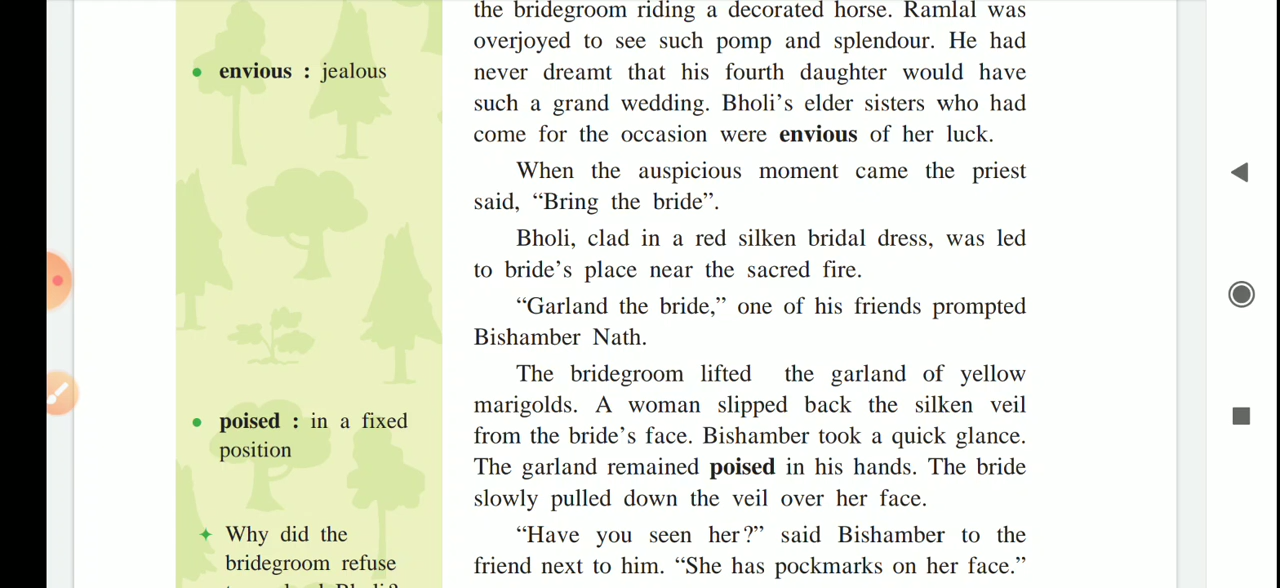 the bridegroom riding a decorated horse. Ramlal was
overjoyed to see such pomp and splendour. He had
never dreamt that his fourth daughter would have
such a grand wedding. Bholi's elder sisters who had
come for the occasion were envious of her luck.
When the auspicious moment came the priest
said, “Bring the bride”.
Bholi, clad in a red silken bridal dress, was led
to bride's place near the sacred fire.
“Garland the bride,” one of his friends prompted
Bishamber Nath.
The bridegroom lifted the garland of yellow
marigolds. A woman slipped back the silken veil
from the bride's face. Bishamber took a quick glance.
The garland remained poised in his hands. The bride
slowly pulled down the veil over her face.
“Have you seen her?” said Bishamber to the
friend next to him. “She has pockmarks on her face.”
• envious : jealous
• poised : in a fixed
position
✦ Why did the
bridegroom refuse